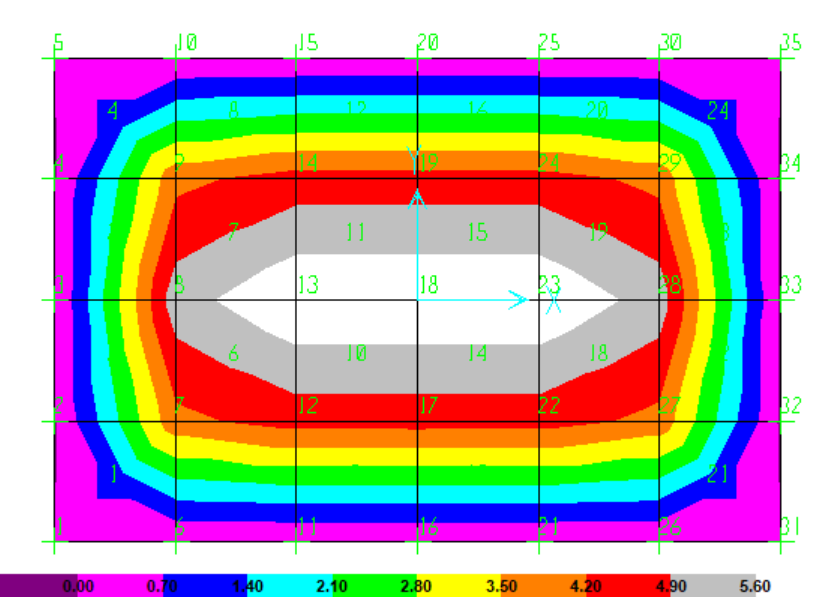 5 10 15 20 25 30 35
4 8 12 16 20 24
4 9 14 Y 19 24 29 34
7 11 15 19
3 8 13 18 23 X 28 33
6 10 14 18
2 7 12 17 22 27 32
1 21
1 6 11 16 21 26 31
0.00 0.70 1.40 2.10 2.80 3.50 4.20 4.90 5.60